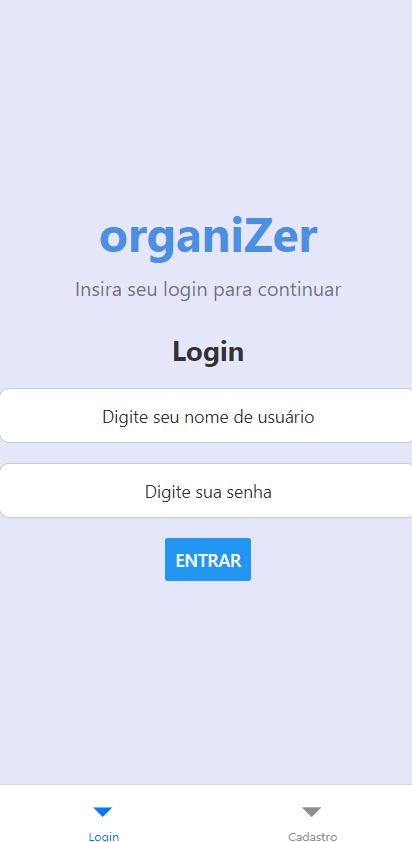 organiZer
Insira seu login para continuar
Login
Digite seu nome de usuário
Digite sua senha
ENTRAR
Login
Cadastro